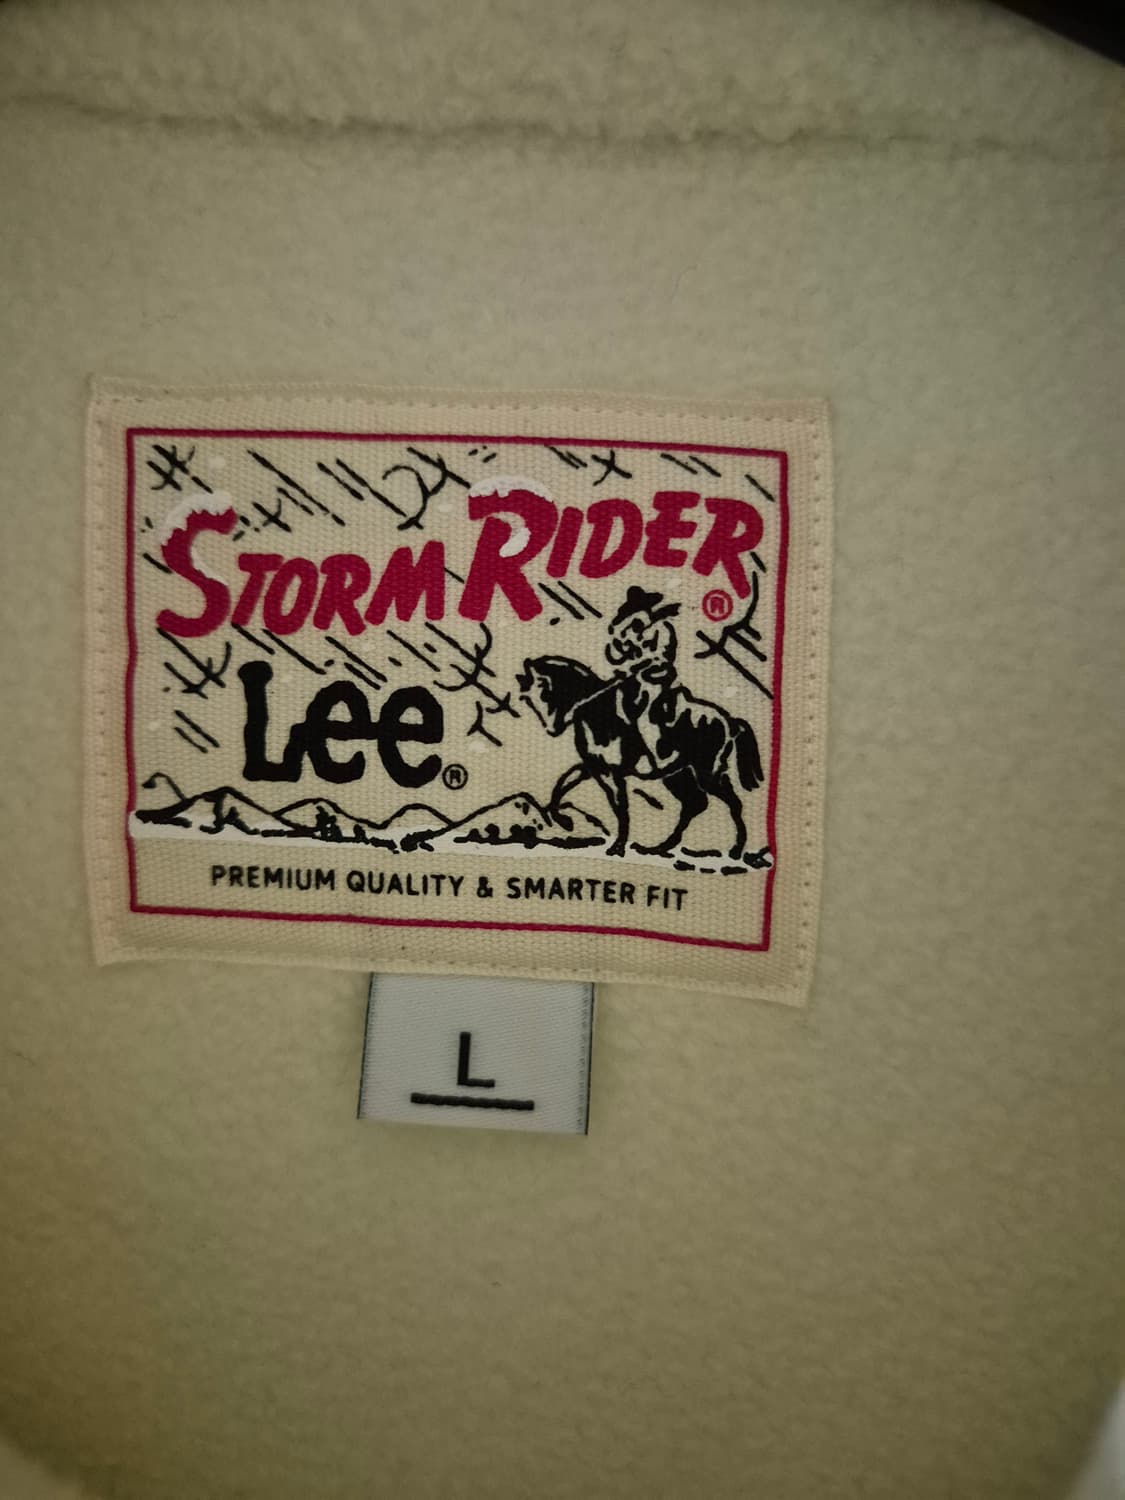 STORM RIDER®
Lee®
PREMIUM QUALITY & SMARTER FIT
L